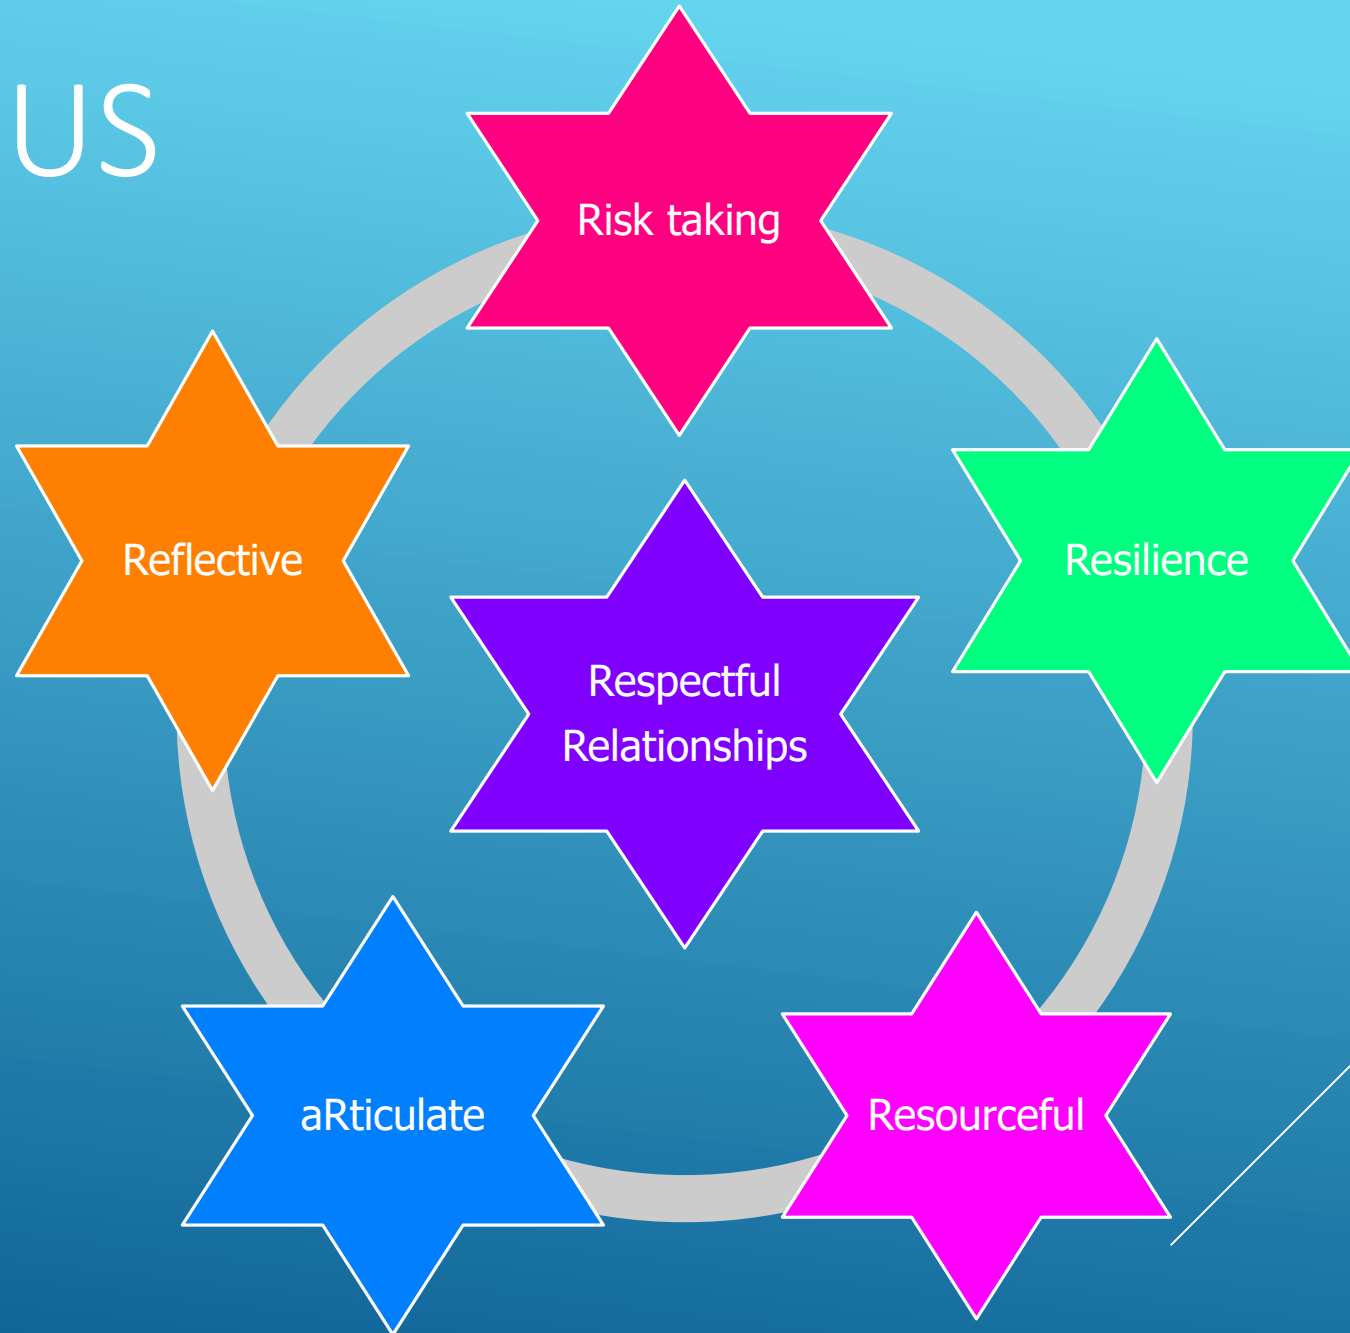 US
Risk taking
Reflective
Resilience
Respectful
Relationships
aRticulate
Resourceful